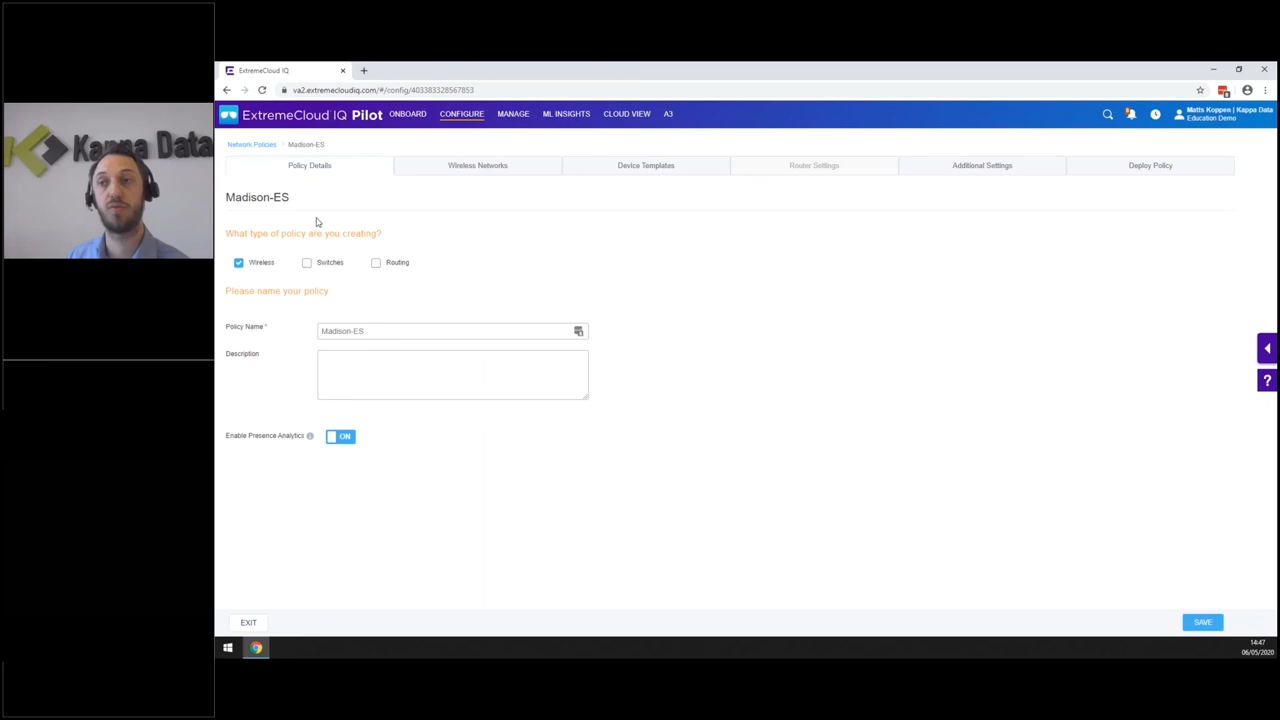 Kappa Data
ExtremeCloud IQ
va2.extremecloudiq.com/#/config/403383328567853
ExtremeCloud IQ Pilot
ONBOARD
CONFIGURE
MANAGE
ML INSIGHTS
CLOUD VIEW
A3
Matts Koppen | Kappa Data
Education Demo
Network Policies > Madison-ES
Policy Details
Wireless Networks
Device Templates
Router Settings
Additional Settings
Deploy Policy
Madison-ES
What type of policy are you creating?
Wireless
Switches
Routing
Please name your policy
Policy Name *
Madison-ES
Description
Enable Presence Analytics
ON
EXIT
SAVE
?
14:47
06/05/2020